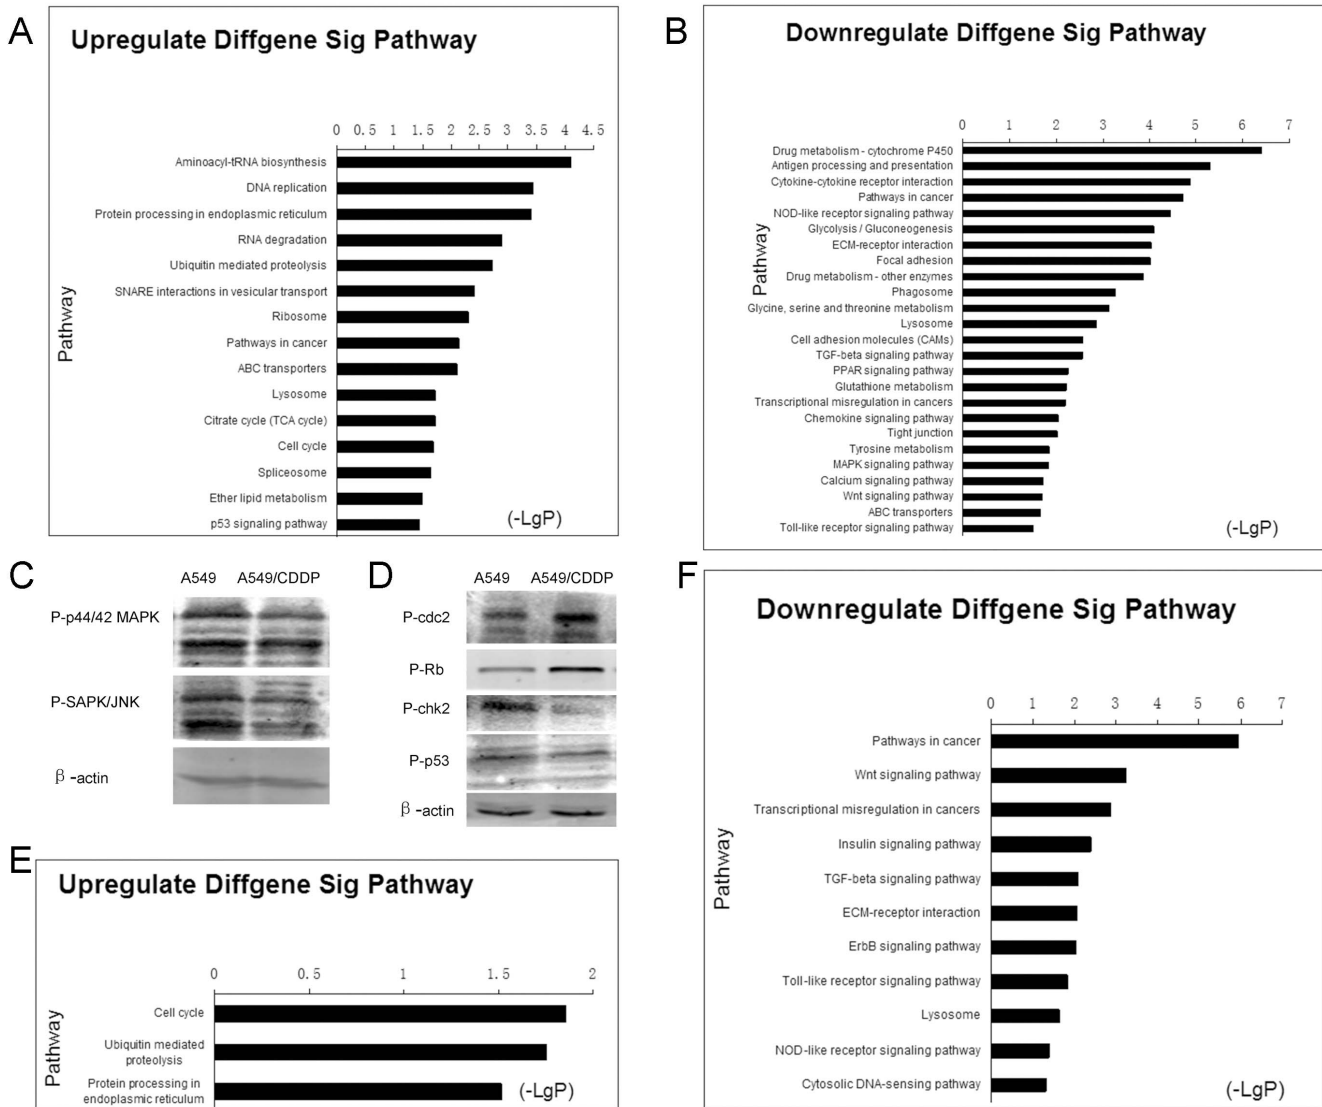 A
Upregulate Diffgene Sig Pathway
0 0.5 1 1.5 2 2.5 3 3.5 4 4.5
Pathway
Aminoacyl-tRNA biosynthesis
DNA replication
Protein processing in endoplasmic reticulum
RNA degradation
Ubiquitin mediated proteolysis
SNARE interactions in vesicular transport
Ribosome
Pathways in cancer
ABC transporters
Lysosome
Citrate cycle (TCA cycle)
Cell cycle
Spliceosome
Ether lipid metabolism
p53 signaling pathway
(-LgP)
B
Downregulate Diffgene Sig Pathway
0 1 2 3 4 5 6 7
Pathway
Drug metabolism - cytochrome P450
Antigen processing and presentation
Cytokine-cytokine receptor interaction
Pathways in cancer
NOD-like receptor signaling pathway
Glycolysis / Gluconeogenesis
ECM-receptor interaction
Focal adhesion
Drug metabolism - other enzymes
Phagosome
Glycine, serine and threonine metabolism
Lysosome
Cell adhesion molecules (CAMs)
TGF-beta signaling pathway
PPAR signaling pathway
Glutathione metabolism
Transcriptional misregulation in cancers
Chemokine signaling pathway
Tight junction
Tyrosine metabolism
MAPK signaling pathway
Calcium signaling pathway
Wnt signaling pathway
ABC transporters
Toll-like receptor signaling pathway
(-LgP)
C
A549 A549/CDDP
P-p44/42 MAPK
P-SAPK/JNK
β-actin
D
A549 A549/CDDP
P-cdc2
P-Rb
P-chk2
P-p53
β-actin
E
Upregulate Diffgene Sig Pathway
0 0.5 1 1.5 2
Pathway
Cell cycle
Ubiquitin mediated
proteolysis
Protein processing in
endoplasmic reticulum
(-LgP)
F
Downregulate Diffgene Sig Pathway
0 1 2 3 4 5 6 7
Pathway
Pathways in cancer
Wnt signaling pathway
Transcriptional misregulation in cancers
Insulin signaling pathway
TGF-beta signaling pathway
ECM-receptor interaction
ErbB signaling pathway
Toll-like receptor signaling pathway
Lysosome
NOD-like receptor signaling pathway
Cytosolic DNA-sensing pathway
(-LgP)